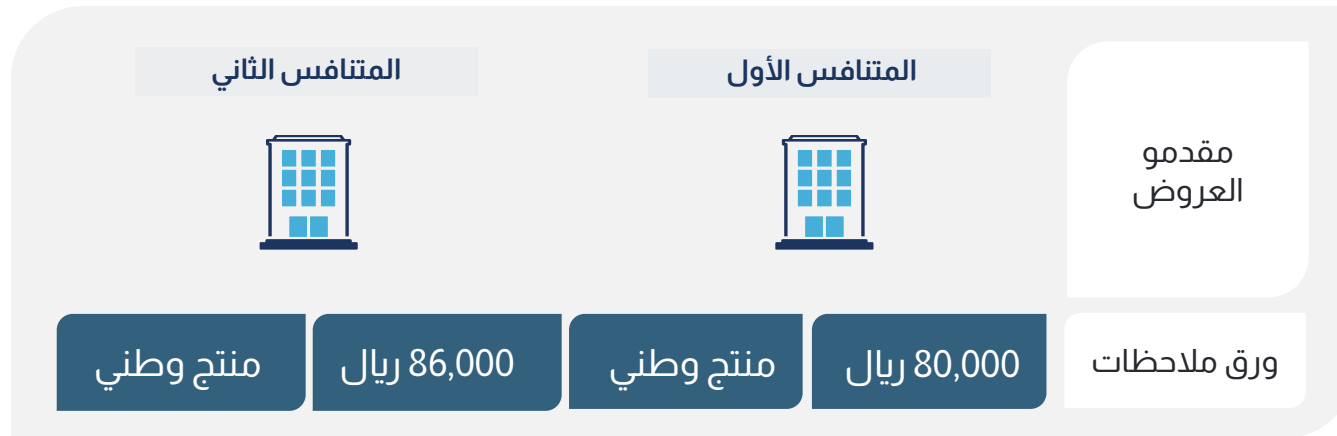 المتنافس الأول
المتنافس الثاني
مقدمو
العروض
ورق ملاحظات
80,000 ريال
منتج وطني
86,000 ريال
منتج وطني